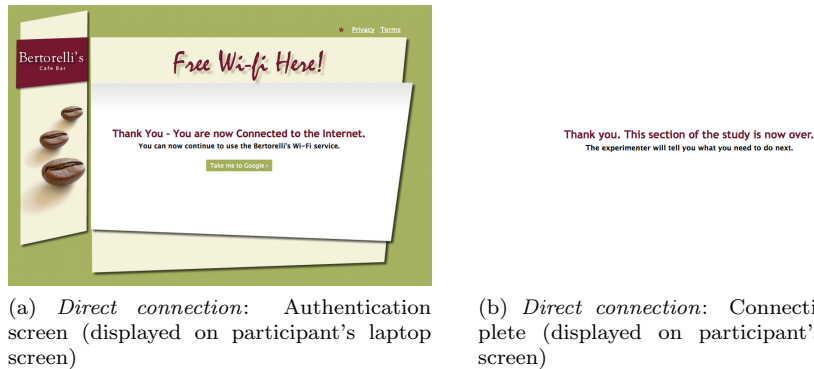 * Privacy Terms
Bertorelli's
Cafe Bar
Free Wi-fi Here!
Thank You - You are now Connected to the Internet.
You can now continue to use the Bertorelli's Wi-Fi service.
Take me to Google ›
(a) Direct connection: Authentication
screen (displayed on participant's laptop
screen)
Thank you. This section of the study is now over.
The experimenter will tell you what you need to do next.
(b) Direct connection:
plete (displayed on
screen)